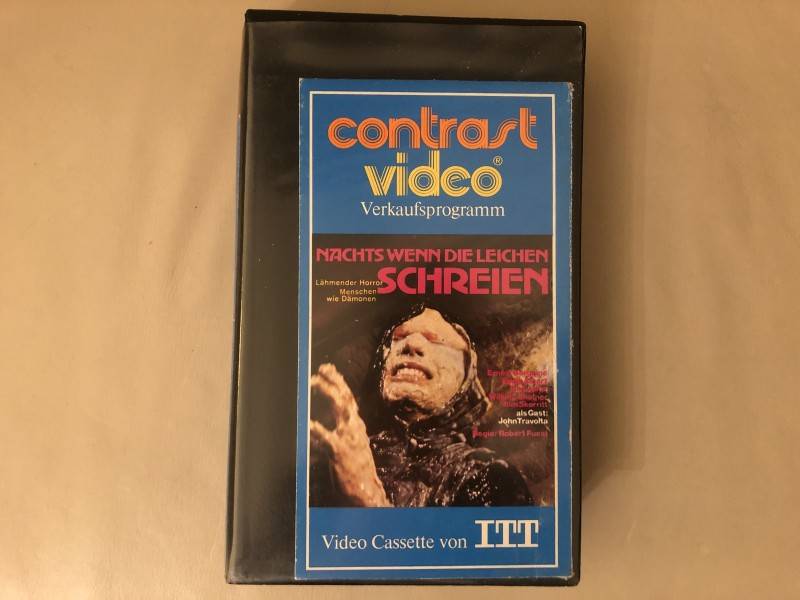 contrast
video®
Verkaufsprogramm
NACHTS WENN DIE LEICHEN
SCHREIEN
Lähmender Horror
Menschen
wie Dämonen
als Gast:
John Travolta
Regie: Robert Fuest
Video Cassette von ITT